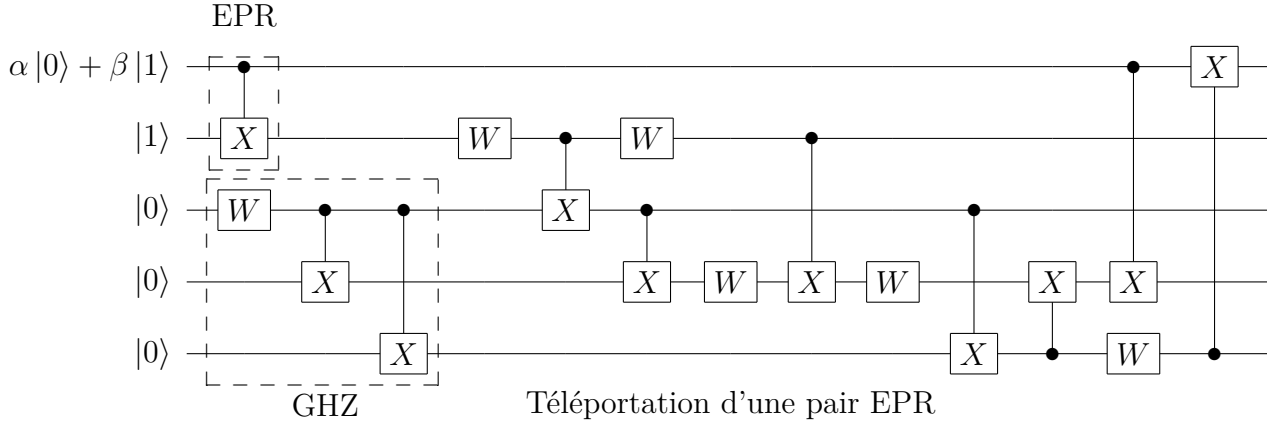 EPR
α |0⟩ + β |1⟩ X
|1⟩ X W W
|0⟩ W X
|0⟩ X X W X W X X
|0⟩ X X W
GHZ Téléportation d'une pair EPR